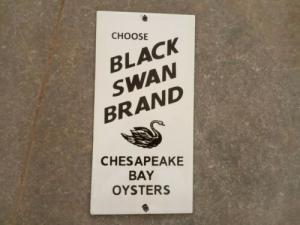 CHOOSE
BLACK
SWAN
BRAND
CHESAPEAKE
BAY
OYSTERS